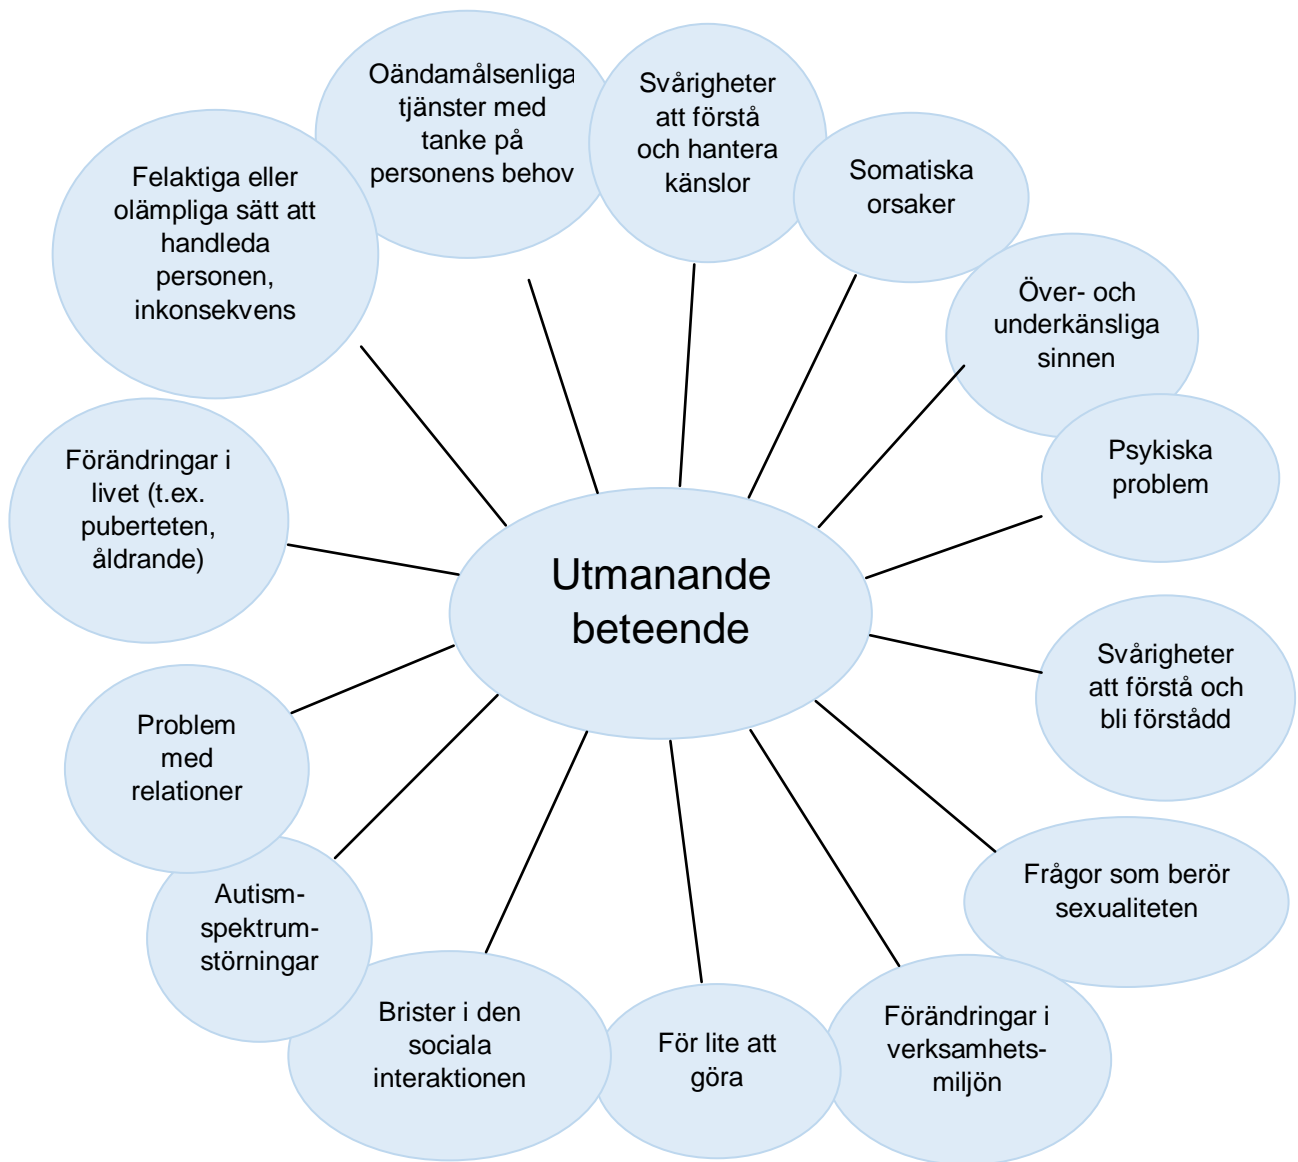 Oändamålsenliga
tjänster med
tanke på
personens behov
Svårigheter
att förstå
och hantera
känslor
Somatiska
orsaker
Över- och
underkänsliga
sinnen
Psykiska
problem
Svårigheter
att förstå och
bli förstådd
Frågor som berör
sexualiteten
Förändringar i
verksamhets-
miljön
För lite att
göra
Brister i den
sociala
interaktionen
Autism-
spektrum-
störningar
Problem
med
relationer
Förändringar i
livet (t.ex.
puberteten,
åldrande)
Felaktiga eller
olämpliga sätt att
handleda
personen,
inkonsekvens
Utmanande
beteende